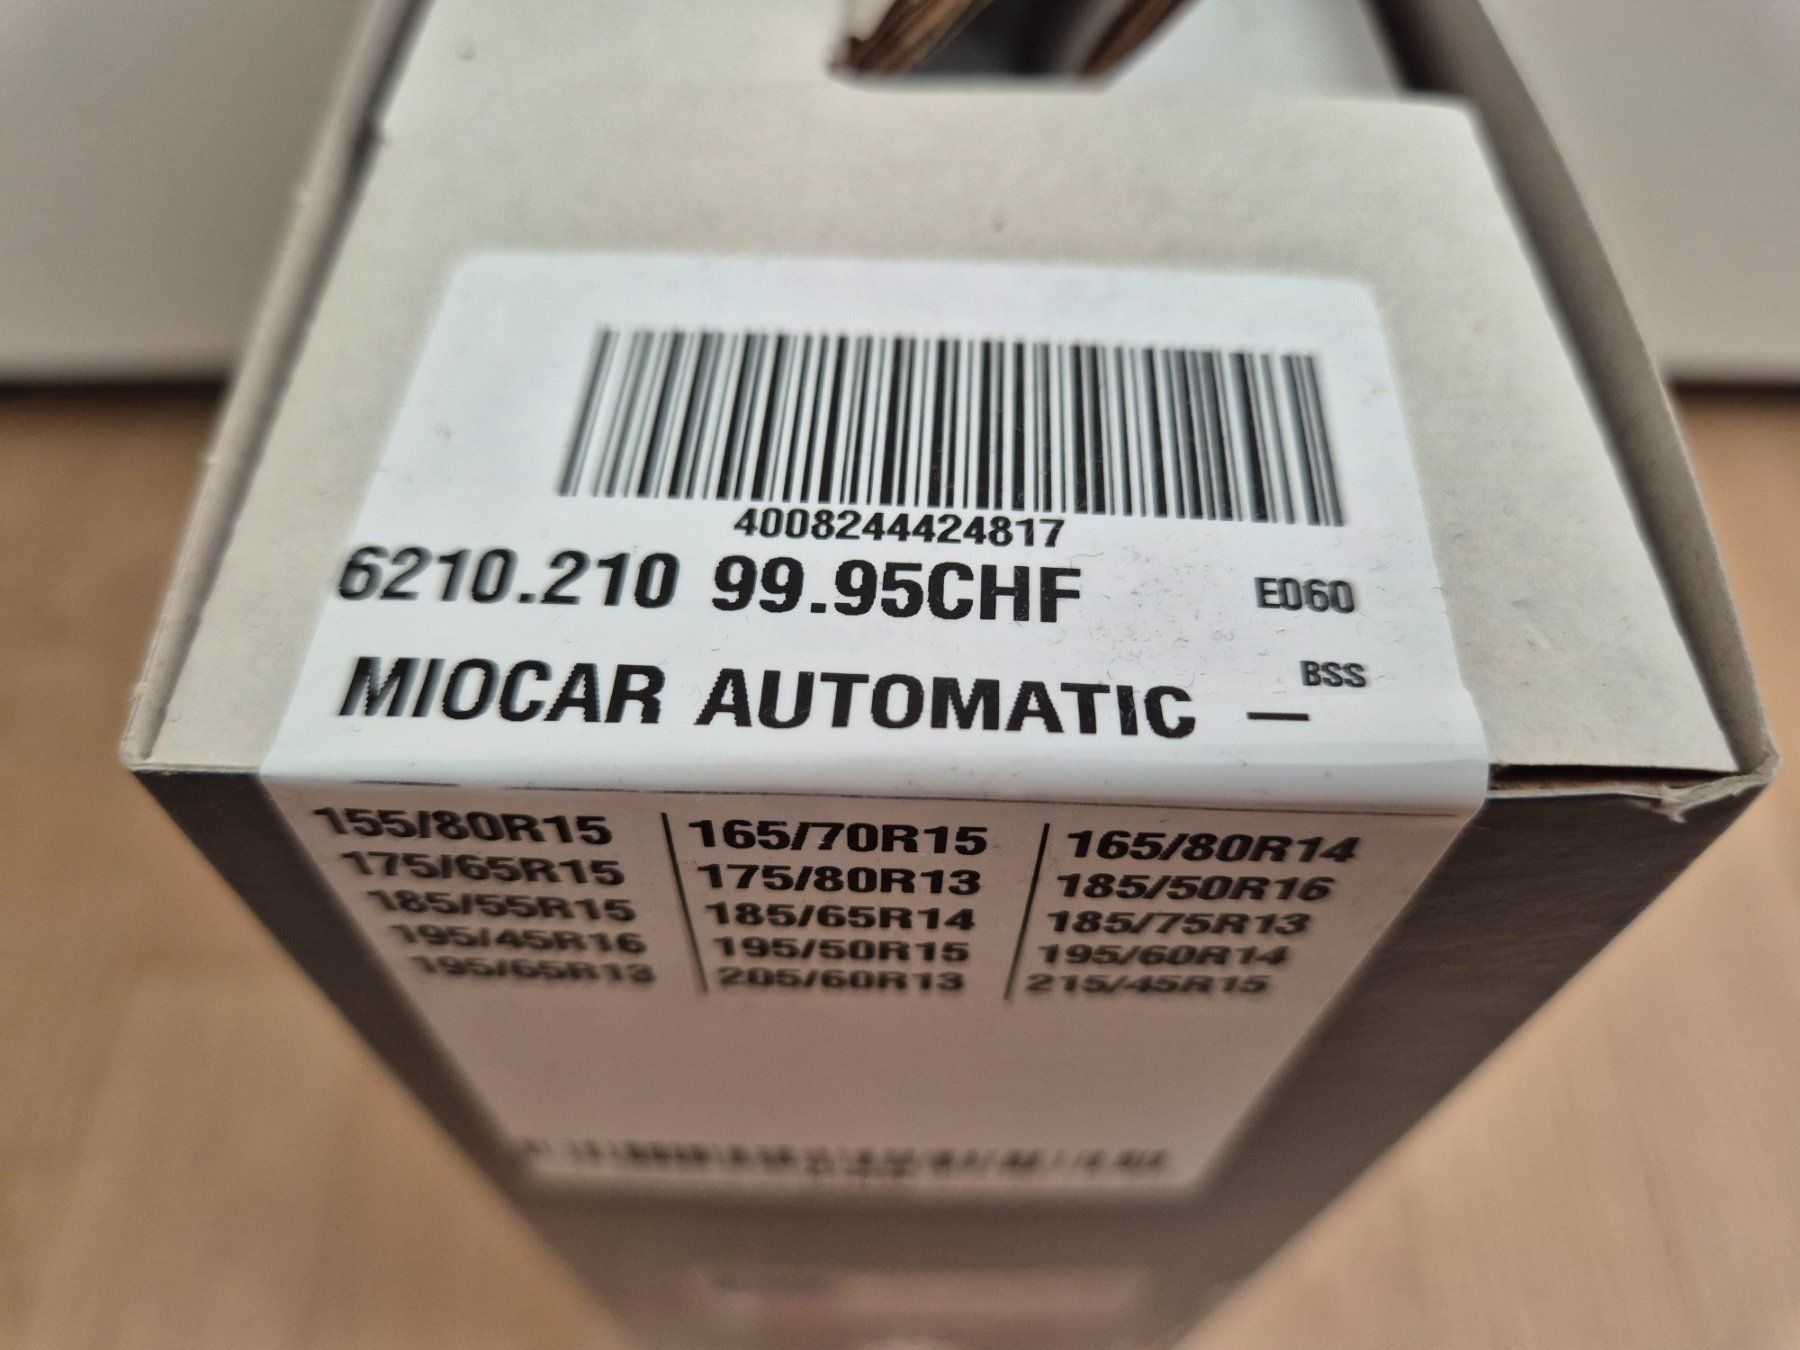 4008244424817
6210.210 99.95CHF E060
MIOCAR AUTOMATIC – BSS
155/80R15 165/70R15 165/80R14
175/65R15 175/80R13 185/50R16
185/55R15 185/65R14 185/75R13
195/45R16 195/50R15 195/60R14
195/65R13 205/60R13 215/45R15